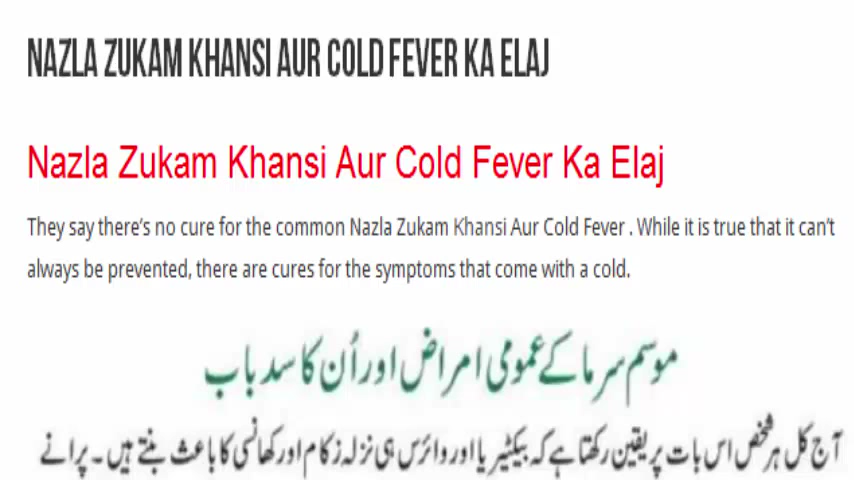 NAZLA ZUKAM KHANSI AUR COLD FEVER KA ELAJ
Nazla Zukam Khansi Aur Cold Fever Ka Elaj
They say there's no cure for the common Nazla Zukam Khansi Aur Cold Fever . While it is true that it can't
always be prevented, there are cures for the symptoms that come with a cold.
موسم سرما کے عمومی امراض اور اُن کا سدباب
آج کل ہر شخص اس بات پر یقین رکھتا ہے کہ بیکٹیریا اور وائرس ہی نزلہ زکام اور کھانسی کا باعث بنتے ہیں۔ پرانے